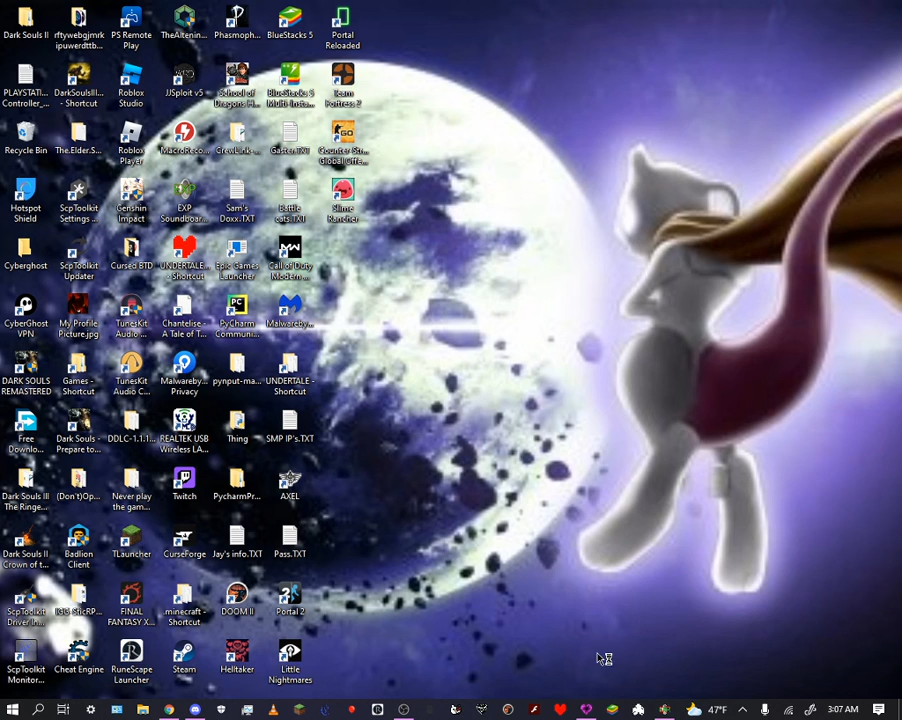 Dark Souls II
rftywebgjmrk
ipuwerdttb...
PS Remote
Play
TheAltenin...
Phasmoph...
BlueStacks 5
Portal
Reloaded
PLAYSTATI...
Controller_...
DarkSoulsIII...
- Shortcut
Roblox
Studio
JJSploit v5
School of
Dragons H...
BlueStacks 5
Multi-Insta...
Team
Fortress 2
Recycle Bin
The.Elder.S...
Roblox
Player
MacroReco...
CrewLink-...
Gaster.TXT
Counter-Str...
Global Offe...
Hotspot
Shield
ScpToolkit
Settings ...
Genshin
Impact
EXP
Soundboar...
Sam's
Doxx.TXT
Battle
cats.TXT
Slime
Rancher
Cyberghost
ScpToolkit
Updater
Cursed BTD
UNDERTALE...
- Shortcut
Epic Games
Launcher
Call of Duty
Modern ...
CyberGhost
VPN
My Profile
Picture.jpg
TunesKit
Audio ...
Chantelise -
A Tale of T...
PyCharm
Communi...
Malwareby...
DARK SOULS
REMASTERED
Games -
Shortcut
TunesKit
Audio C...
Malwareby...
Privacy
pynput-ma...
UNDERTALE -
Shortcut
Free
Downlo...
Dark Souls -
Prepare to...
DDLC-1.1.1...
REALTEK USB
Wireless LA...
Thing
SMP IP's.TXT
Dark Souls III
The Ringe...
(Don't)Op...
Never play
the gam...
Twitch
PycharmPr...
AXEL
Dark Souls II
Crown of t...
Badlion
Client
TLauncher
CurseForge
Jay's info.TXT
Pass.TXT
ScpToolkit
Driver In...
FINAL
FANTASY X...
.minecraft -
Shortcut
DOOM II
Portal 2
ScpToolkit
Monitor...
Cheat Engine
RuneScape
Launcher
Steam
Helltaker
Little
Nightmares
47°F
3:07 AM